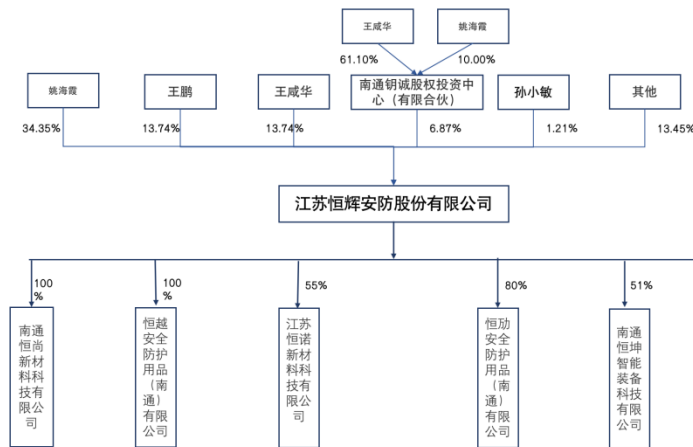 王咸华
姚海霞
61.10%
10.00%
姚海霞
王鹏
王咸华
南通钥诚股权投资中
心（有限合伙）
孙小敏
其他
34.35%
13.74%
13.74%
6.87%
1.21%
13.45%
江苏恒辉安防股份有限公司
100
%
100
%
55%
80%
51%
南通
恒尚
新材
料科
技有
限公
司
恒越
安全
防护
用品
（南
通）
有限
公司
江苏
恒诺
新材
料科
技有
限公
司
恒劢
安全
防护
用品
（南
通）
有限
公司
南通
恒坤
智能
装备
科技
有限
公司